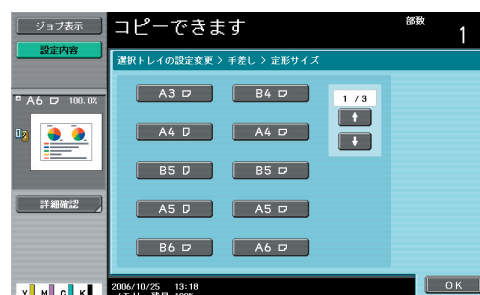 ジョブ表示
設定内容
コピーできます
部数
1
選択トレイの設定変更 > 手差し > 定形サイズ
A6 100.0%
A3 B4
1 /3
A4 A4
B5 B5
A5 A5
B6 A6
詳細確認
Y M C K
2006/10/25 13:18
OK